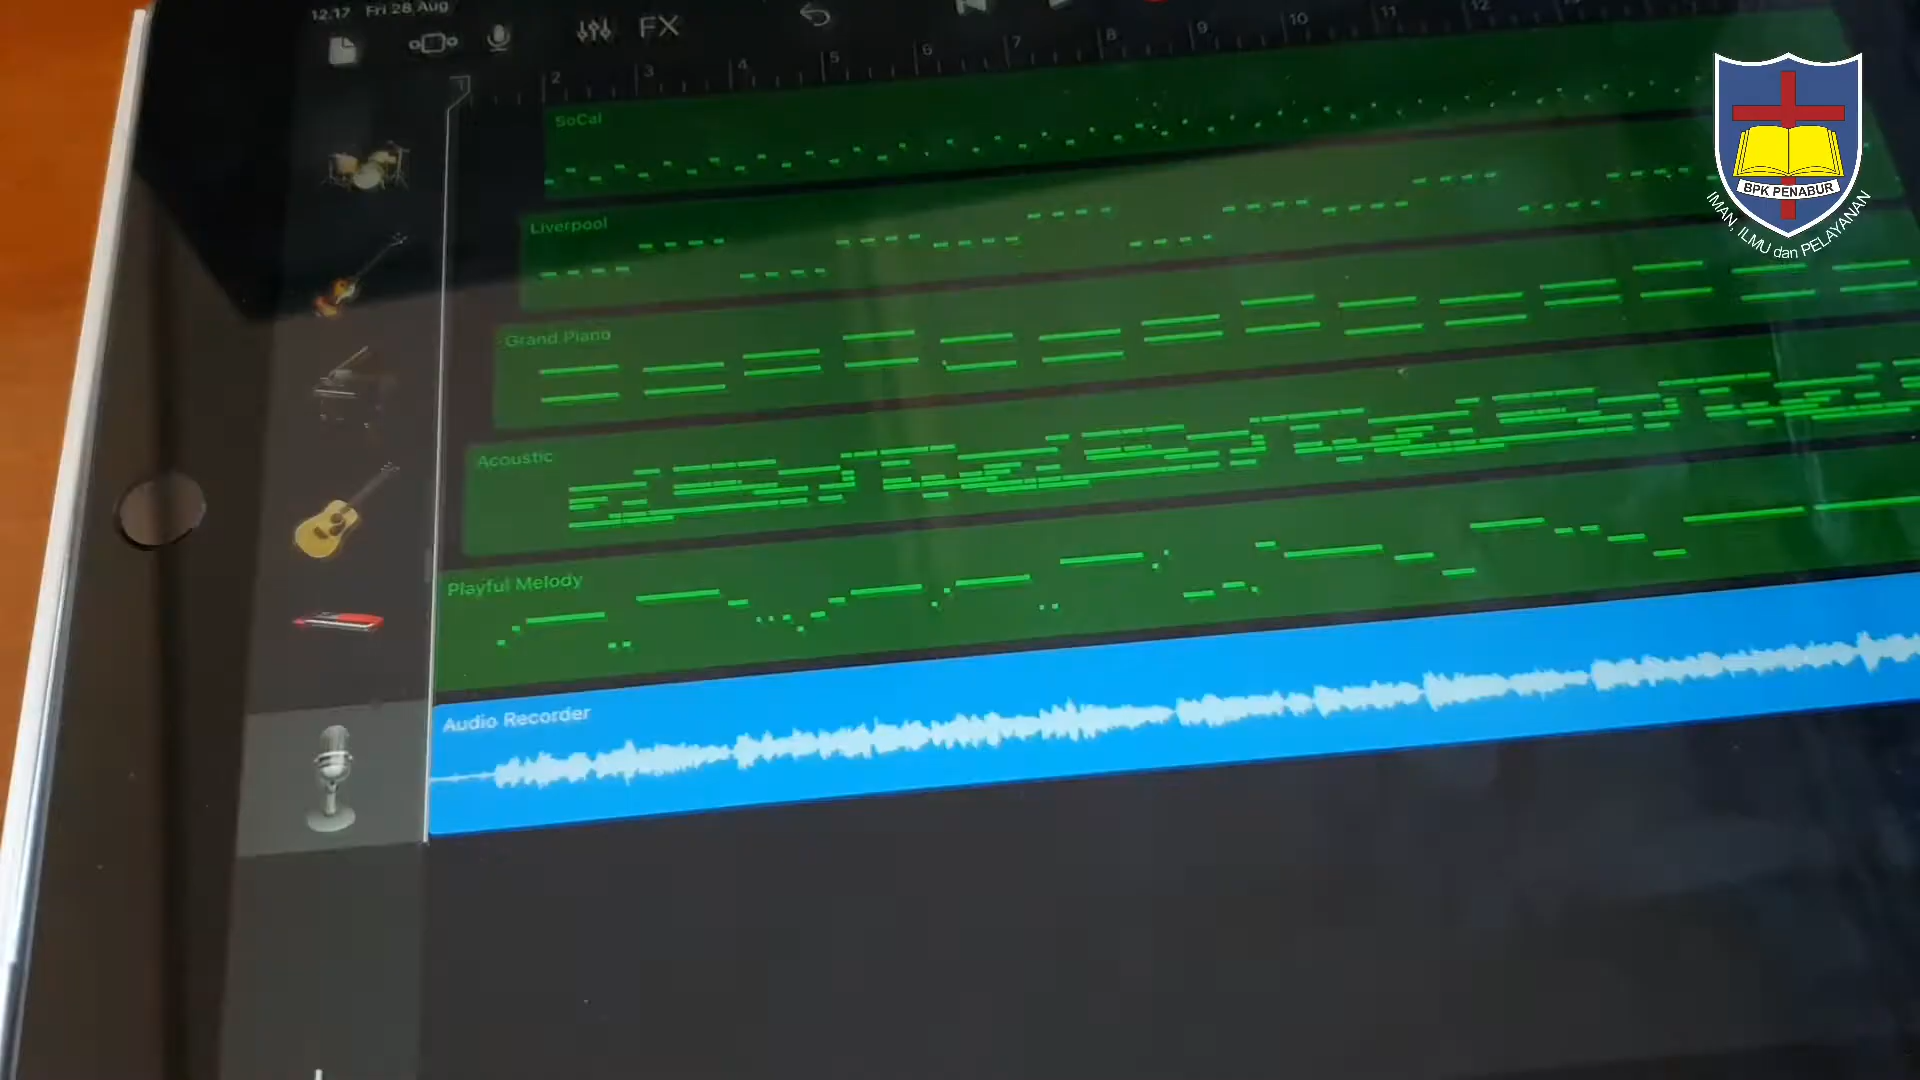 12.17 Fri 28 Aug
FX
2 3 4 5 6 7 8 9 10 11 12
SoCal
Liverpool
Grand Piano
Acoustic
Playful Melody
Audio Recorder
BPK PENABUR
IMAN, ILMU dan PELAYANAN